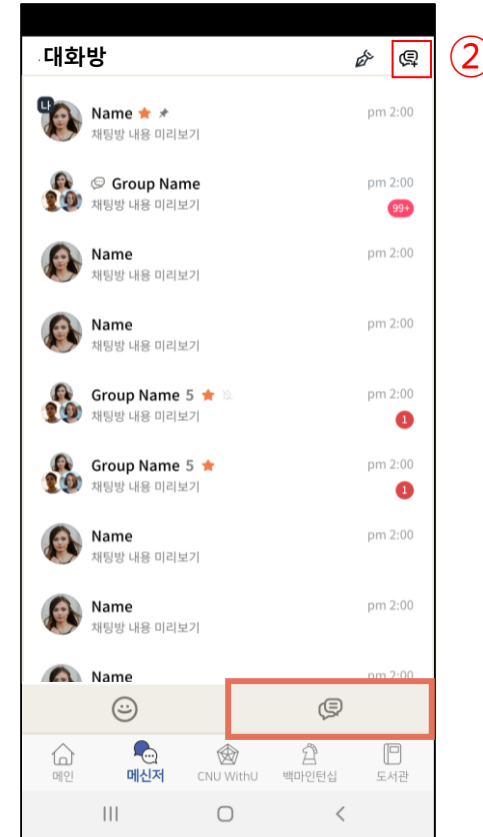 대화방
②
나
Name
pm 2:00
채팅방 내용 미리보기
Group Name
pm 2:00
채팅방 내용 미리보기
99+
Name
pm 2:00
채팅방 내용 미리보기
Name
pm 2:00
채팅방 내용 미리보기
Group Name 5
pm 2:00
채팅방 내용 미리보기
1
Group Name 5
pm 2:00
채팅방 내용 미리보기
1
Name
pm 2:00
채팅방 내용 미리보기
Name
pm 2:00
채팅방 내용 미리보기
Name
pm 2:00
메인 메신저 CNU WithU 백마인턴십 도서관